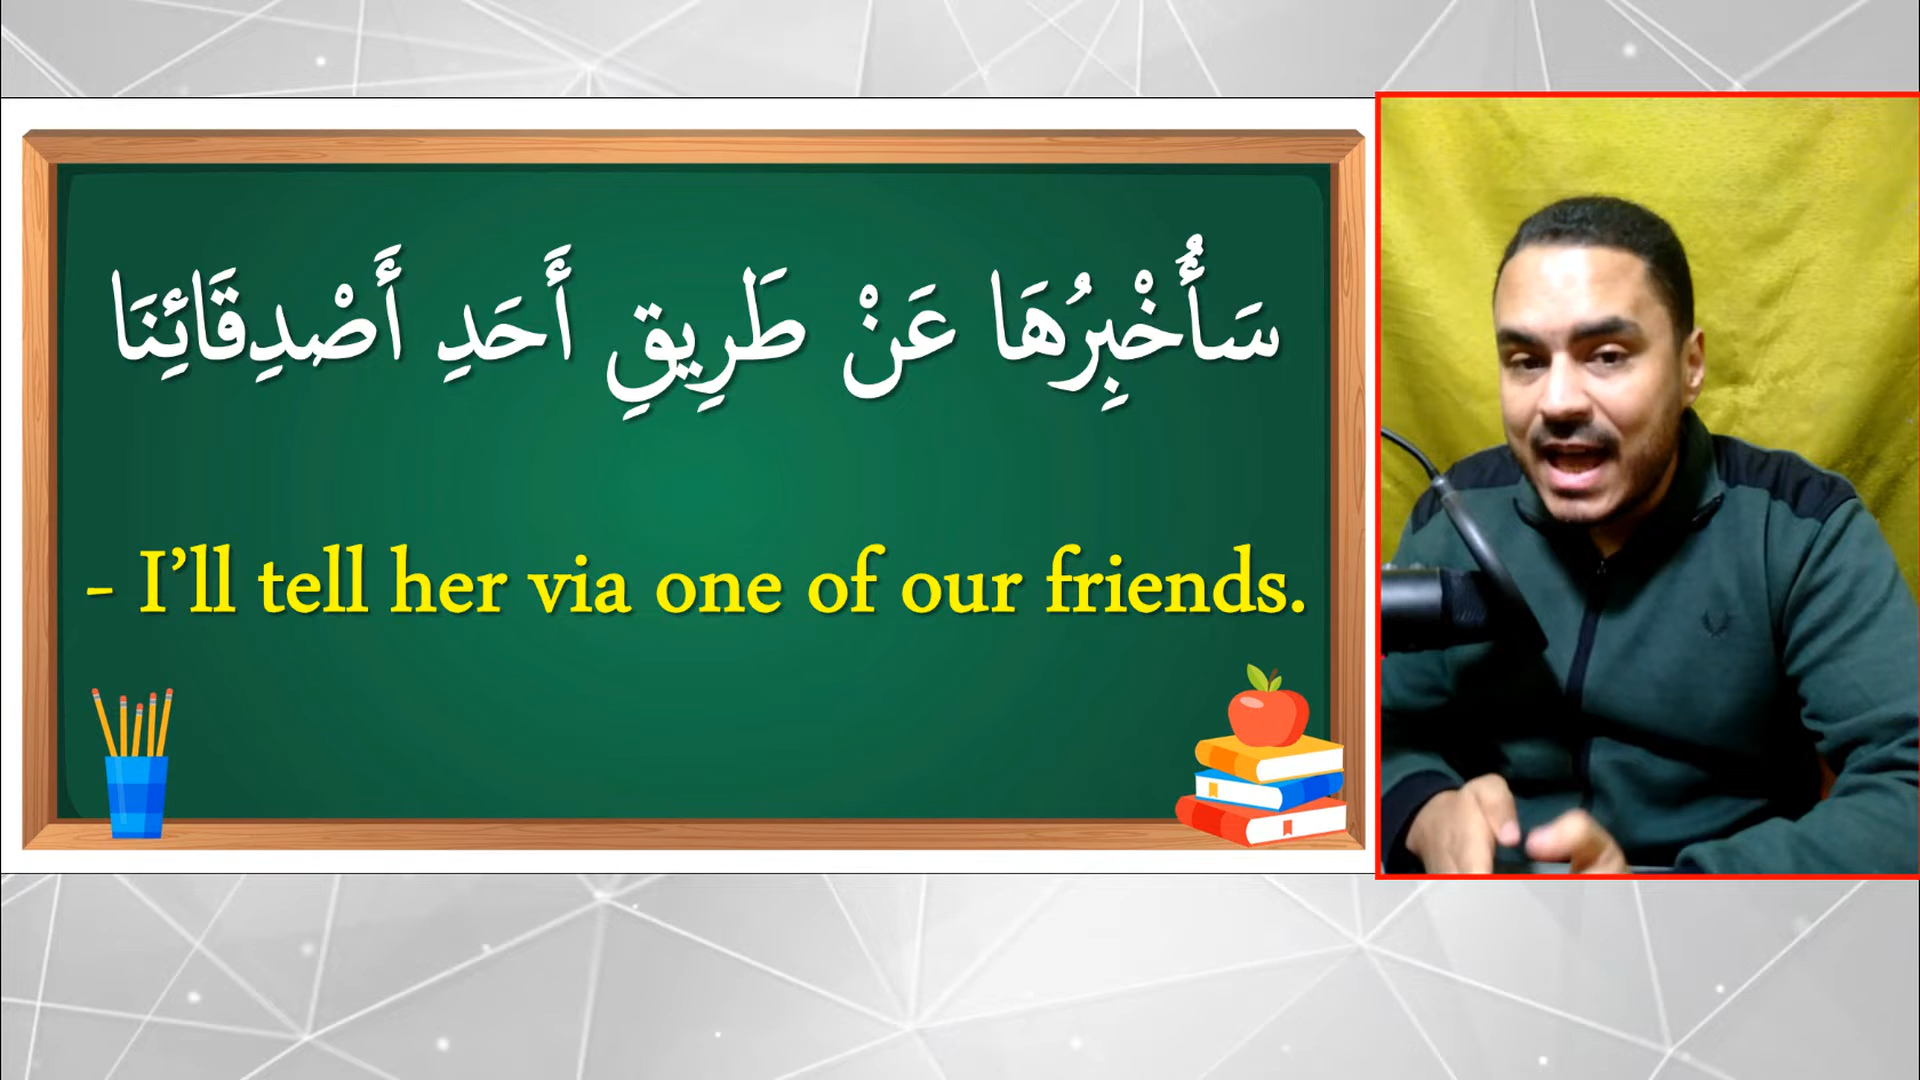 سَأُخْبِرُهَا عَنْ طَرِيقِ أَحَدِ أَصْدِقَائِنَا
- I’ll tell her via one of our friends.